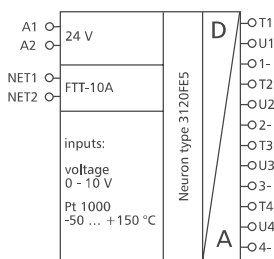 A1
A2
24 V
NET1
NET2
FTT-10A
inputs:
voltage
0 - 10 V
Pt 1000
-50 ... +150 °C
Neuron type 3120FE5
D
A
T1
U1
1-
T2
U2
2-
T3
U3
3-
T4
U4
4-